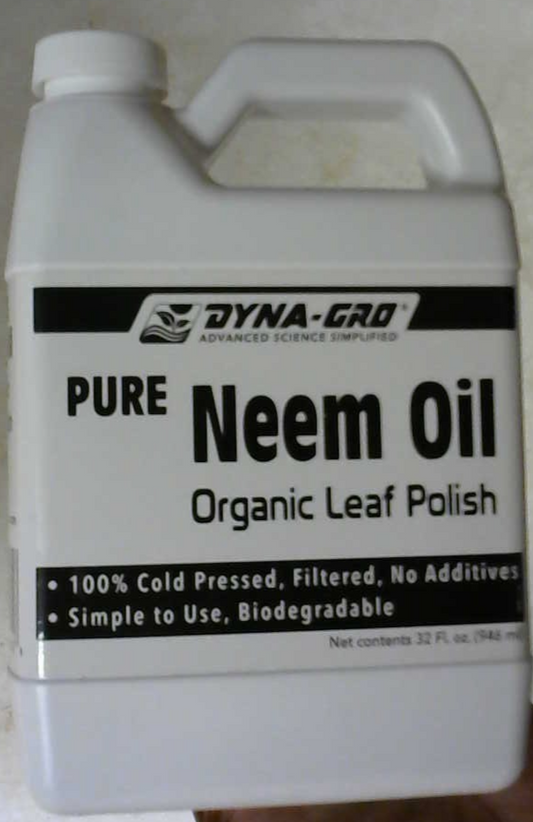 DYNA-GRO®
ADVANCED SCIENCE SIMPLIFIED
PURE Neem Oil
Organic Leaf Polish
• 100% Cold Pressed, Filtered, No Additives
• Simple to Use, Biodegradable
Net contents 32 Fl. oz. (946 ml